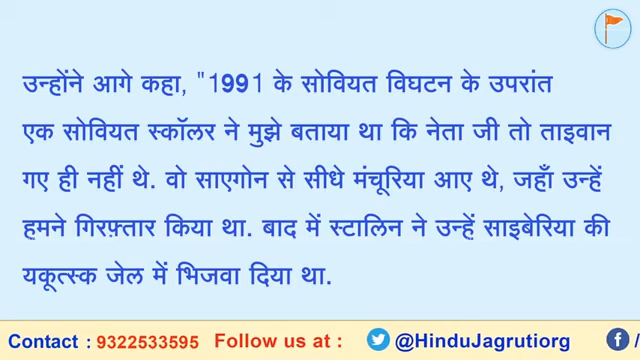 उन्होंने आगे कहा, "1991 के सोवियत विघटन के उपरांत
एक सोवियत स्कॉलर ने मुझे बताया था कि नेता जी तो ताइवान
गए ही नहीं थे. वो साएगोन से सीधे मंचूरिया आए थे, जहाँ उन्हें
हमने गिरफ़्तार किया था. बाद में स्टालिन ने उन्हें साइबेरिया की
यकूत्स्क जेल में भिजवा दिया था.
Contact : 9322533595 Follow us at : @HinduJagrutiorg /